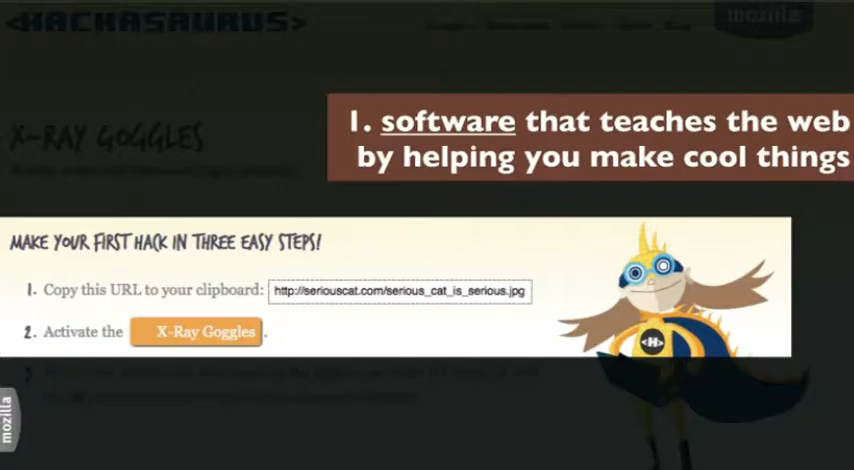 <HACKASAURUS>
mozilla
X-RAY GOGGLES
1. software that teaches the web
by helping you make cool things
MAKE YOUR FIRST HACK IN THREE EASY STEPS!
1. Copy this URL to your clipboard: http://seriouscat.com/serious_cat_is_serious.jpg
2. Activate the X-Ray Goggles.
<H>
mozilla